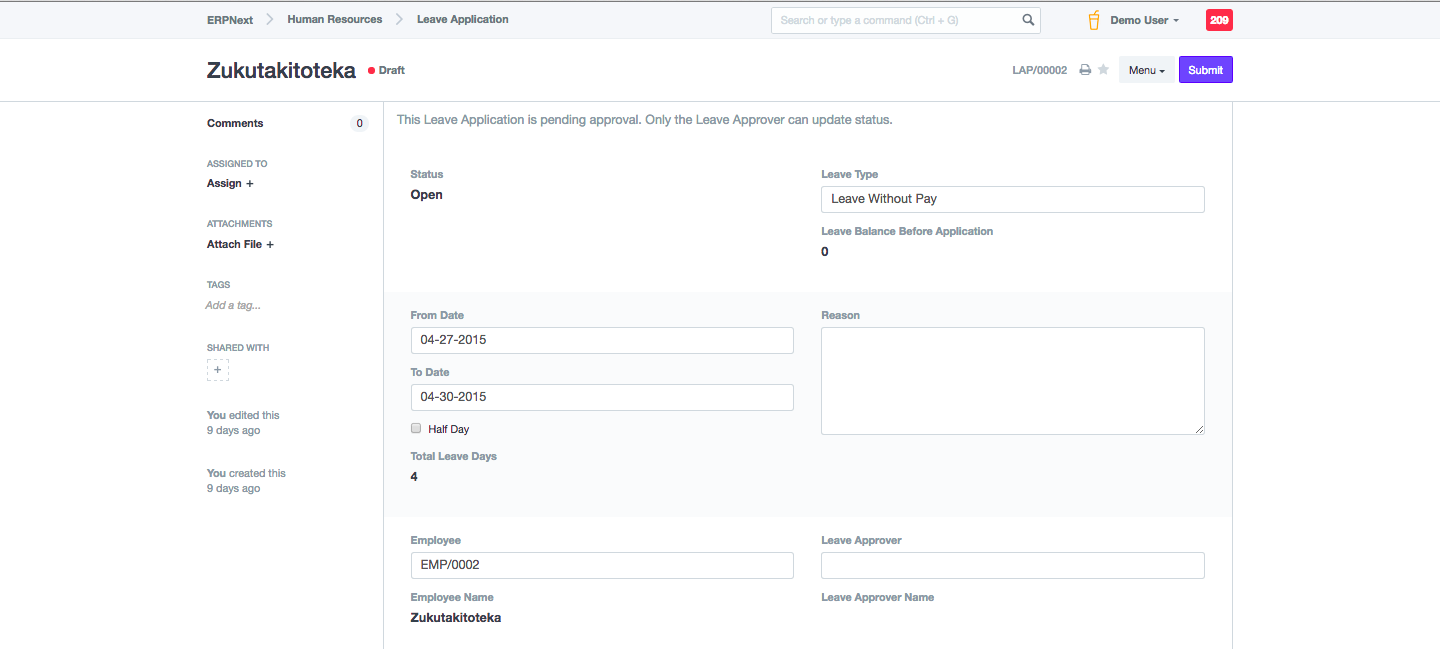 ERPNext Human Resources Leave Application Search or type a command (Ctrl + G) Demo User 209
Zukutakitoteka Draft LAP/00002 Menu Submit
Comments 0
ASSIGNED TO
Assign +
ATTACHMENTS
Attach File +
TAGS
Add a tag...
SHARED WITH
+
You edited this
9 days ago
You created this
9 days ago
This Leave Application is pending approval. Only the Leave Approver can update status.
Status
Open
Leave Type
Leave Without Pay
Leave Balance Before Application
0
From Date
04-27-2015
To Date
04-30-2015
Half Day
Total Leave Days
4
Reason
Employee
EMP/0002
Employee Name
Zukutakitoteka
Leave Approver
Leave Approver Name